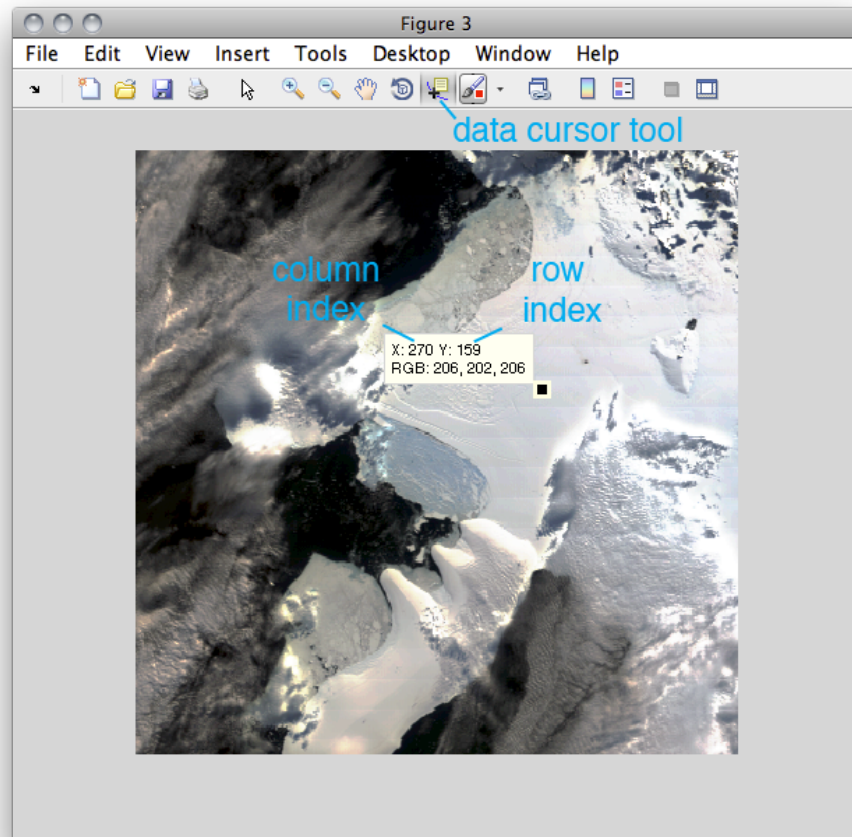 Figure 3
File Edit View Insert Tools Desktop Window Help
data cursor tool
column
index
row
index
X: 270 Y: 159
RGB: 206, 202, 206